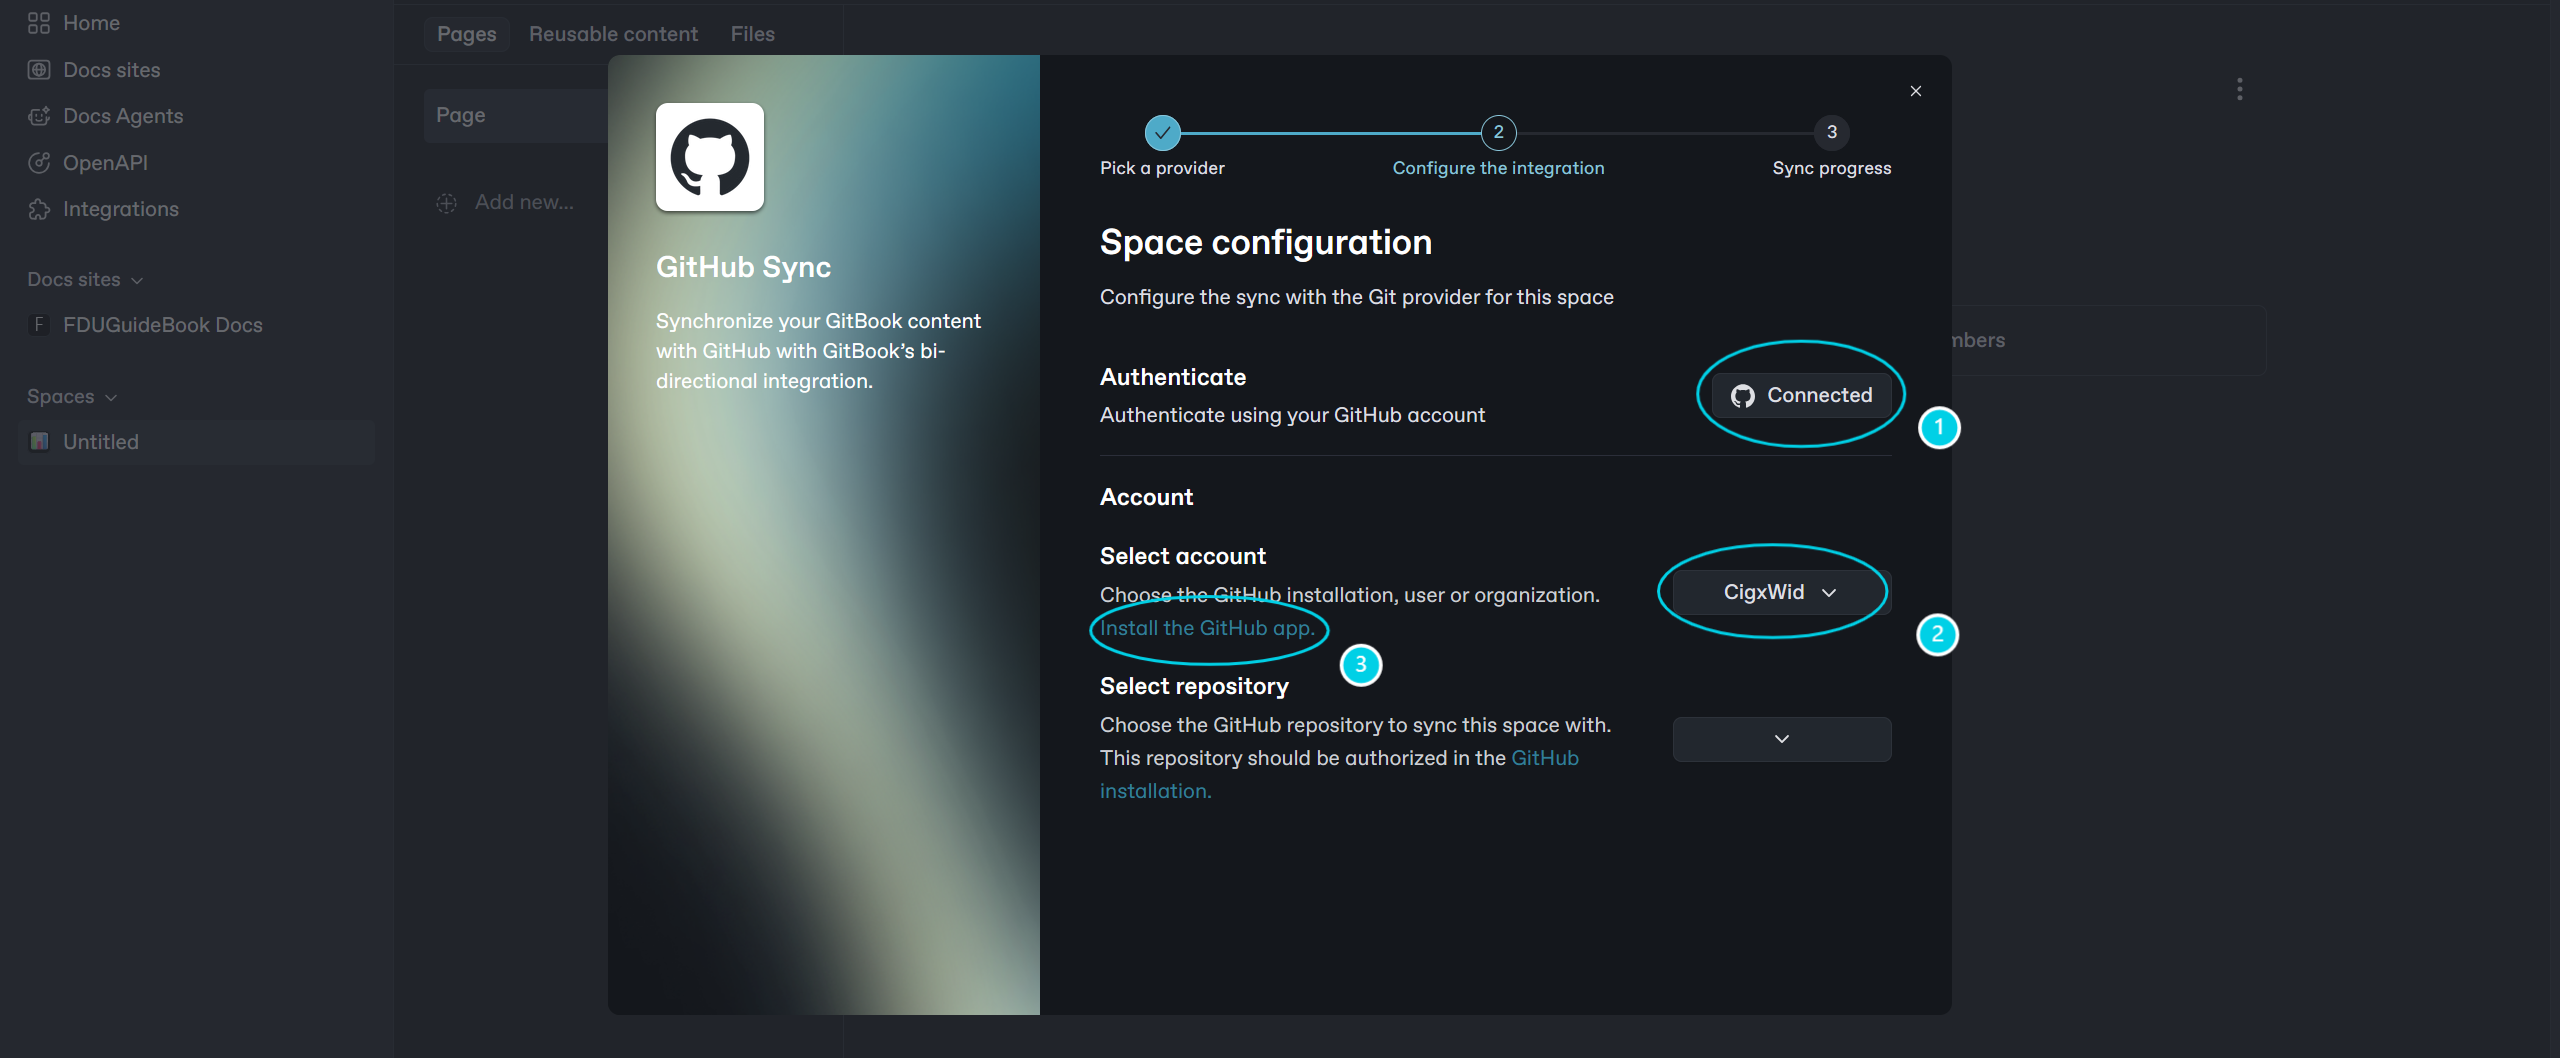 Home
Docs sites
Docs Agents
OpenAPI
Integrations
Docs sites
F FDUGuideBook Docs
Spaces
Untitled
Pages Reusable content Files
Page
Add new...
GitHub Sync
Synchronize your GitBook content
with GitHub with GitBook’s bi-
directional integration.
2 3
Pick a provider Configure the integration Sync progress
Space configuration
Configure the sync with the Git provider for this space
Authenticate
Authenticate using your GitHub account
Connected
1
Account
Select account
Choose the GitHub installation, user or organization.
Install the GitHub app.
CigxWid
2
3
Select repository
Choose the GitHub repository to sync this space with.
This repository should be authorized in the GitHub
installation.